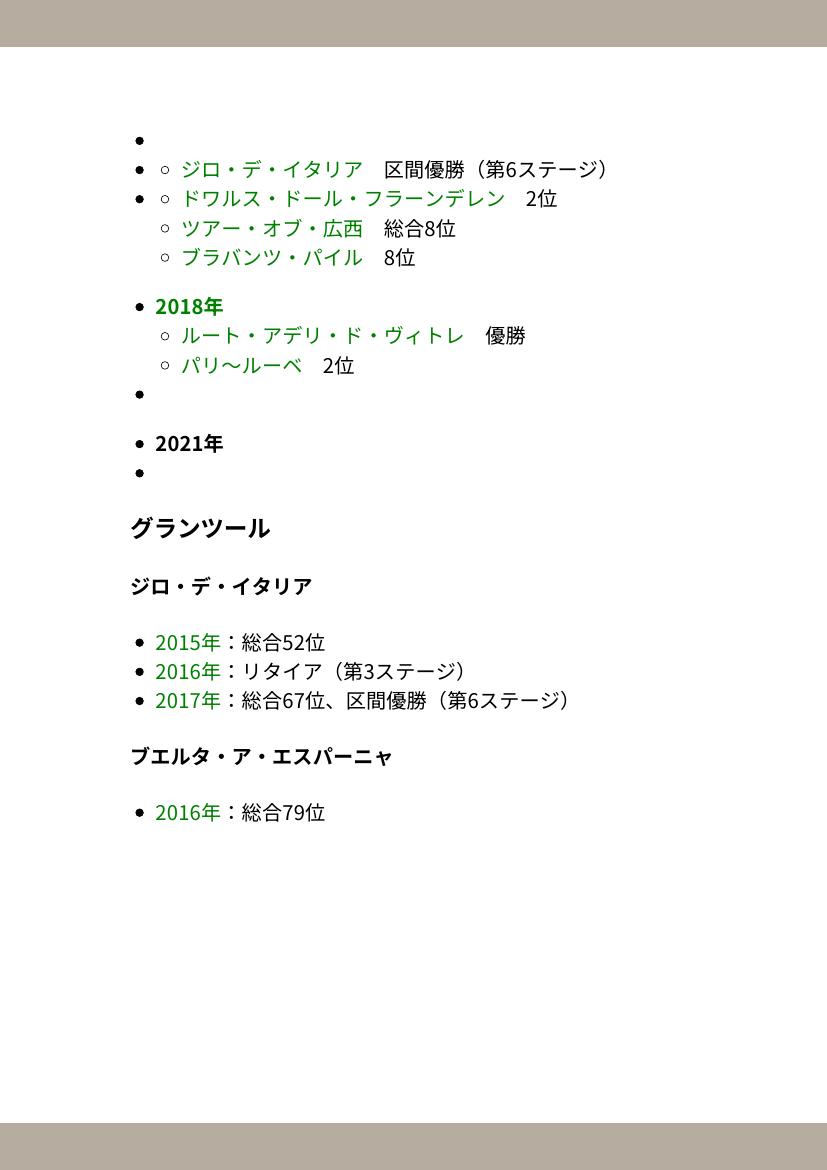 ジロ・デ・イタリア　区間優勝（第6ステージ）
ドワルス・ドール・フラーンデレン　2位
ツアー・オブ・広西　総合8位
ブラバンツ・パイル　8位
2018年
ルート・アデリ・ド・ヴィトレ　優勝
パリ〜ルーベ　2位
2021年
グランツール
ジロ・デ・イタリア
2015年：総合52位
2016年：リタイア（第3ステージ）
2017年：総合67位、区間優勝（第6ステージ）
ブエルタ・ア・エスパーニャ
2016年：総合79位